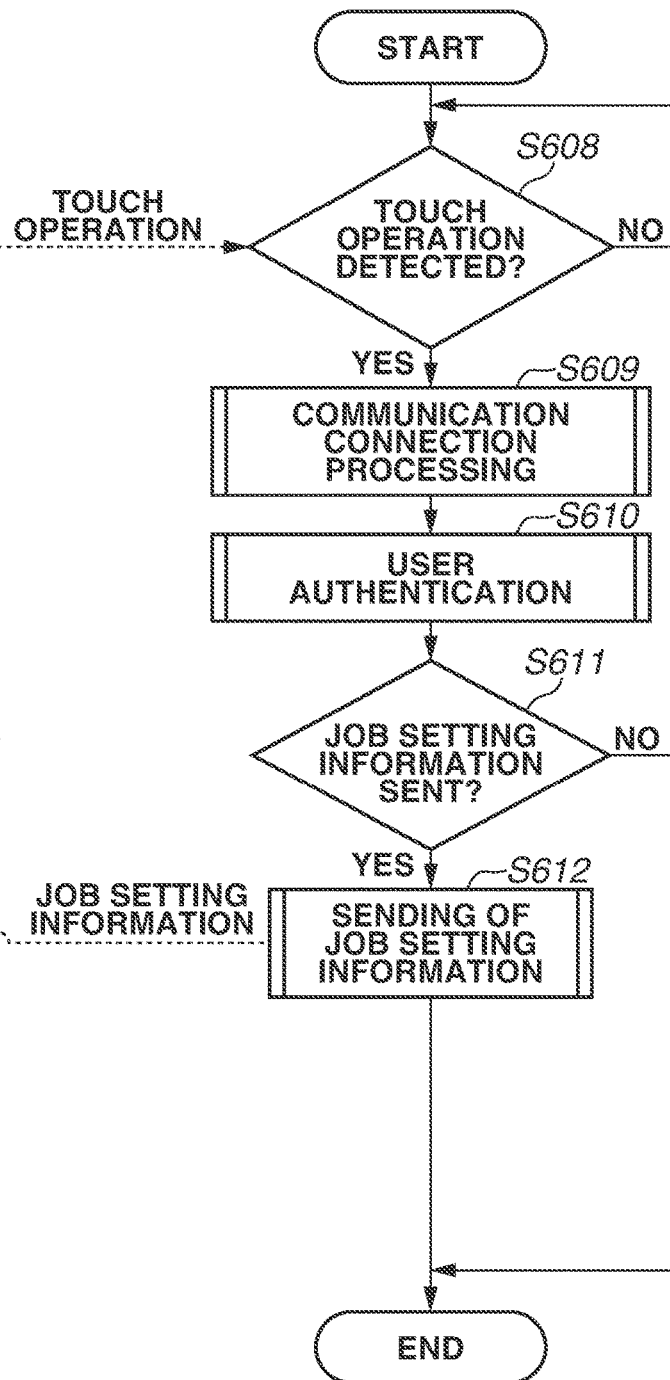 START
S608
TOUCH
OPERATION
TOUCH
OPERATION
DETECTED?
NO
YES
S609
COMMUNICATION
CONNECTION
PROCESSING
S610
USER
AUTHENTICATION
S611
JOB SETTING
INFORMATION
SENT?
NO
YES
S612
JOB SETTING
INFORMATION
SENDING OF
JOB SETTING
INFORMATION
END